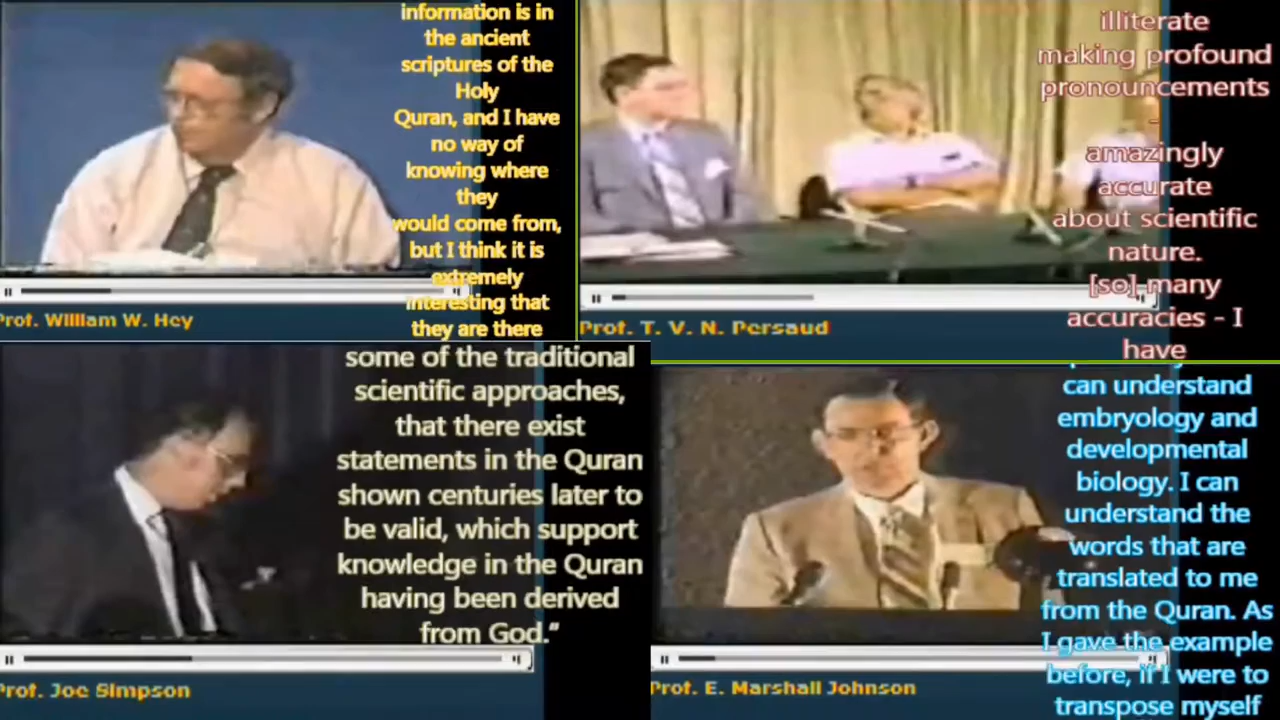 information is in
the ancient
scriptures of the
Holy
Quran, and I have
no way of
knowing where
they
would come from,
but I think it is
extremely
interesting that
they are there
Prof. William W. Hay
illiterate
making profound
pronouncements
-
amazingly
accurate
about scientific
nature.
[so] many
accuracies - I
have
Prof. T. V. N. Persaud
some of the traditional
scientific approaches,
that there exist
statements in the Quran
shown centuries later to
be valid, which support
knowledge in the Quran
having been derived
from God.”
Prof. Joe Simpson
can understand
embryology and
developmental
biology. I can
understand the
words that are
translated to me
from the Quran. As
I gave the example
before, if I were to
transpose myself
Prof. E. Marshall Johnson